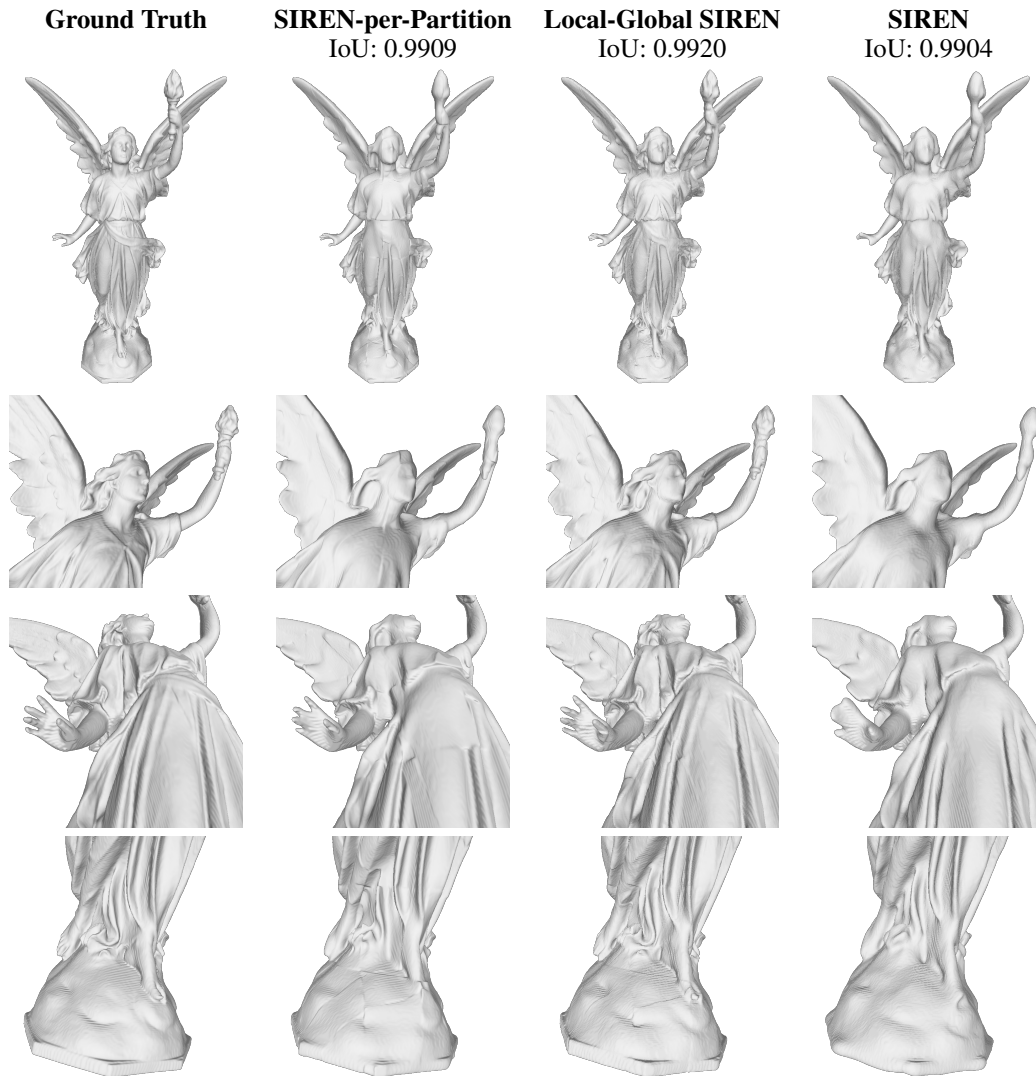 Ground Truth
SIREN-per-Partition
IoU: 0.9909
Local-Global SIREN
IoU: 0.9920
SIREN
IoU: 0.9904